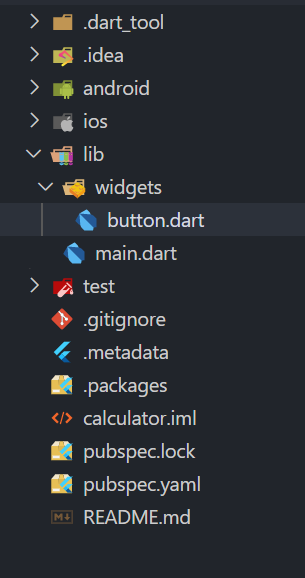 .dart_tool
.idea
android
ios
lib
widgets
button.dart
main.dart
test
.gitignore
.metadata
.packages
calculator.iml
pubspec.lock
pubspec.yaml
README.md